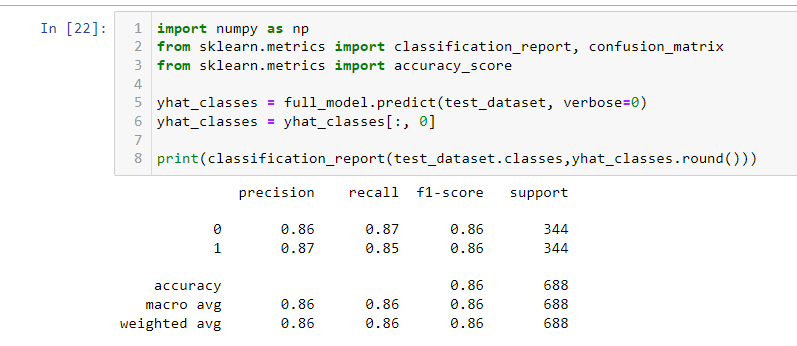 In [22]:
1 import numpy as np
2 from sklearn.metrics import classification_report, confusion_matrix
3 from sklearn.metrics import accuracy_score
4
5 yhat_classes = full_model.predict(test_dataset, verbose=0)
6 yhat_classes = yhat_classes[:, 0]
7
8 print(classification_report(test_dataset.classes,yhat_classes.round()))
precision recall f1-score support
0 0.86 0.87 0.86 344
1 0.87 0.85 0.86 344
accuracy 0.86 688
macro avg 0.86 0.86 0.86 688
weighted avg 0.86 0.86 0.86 688